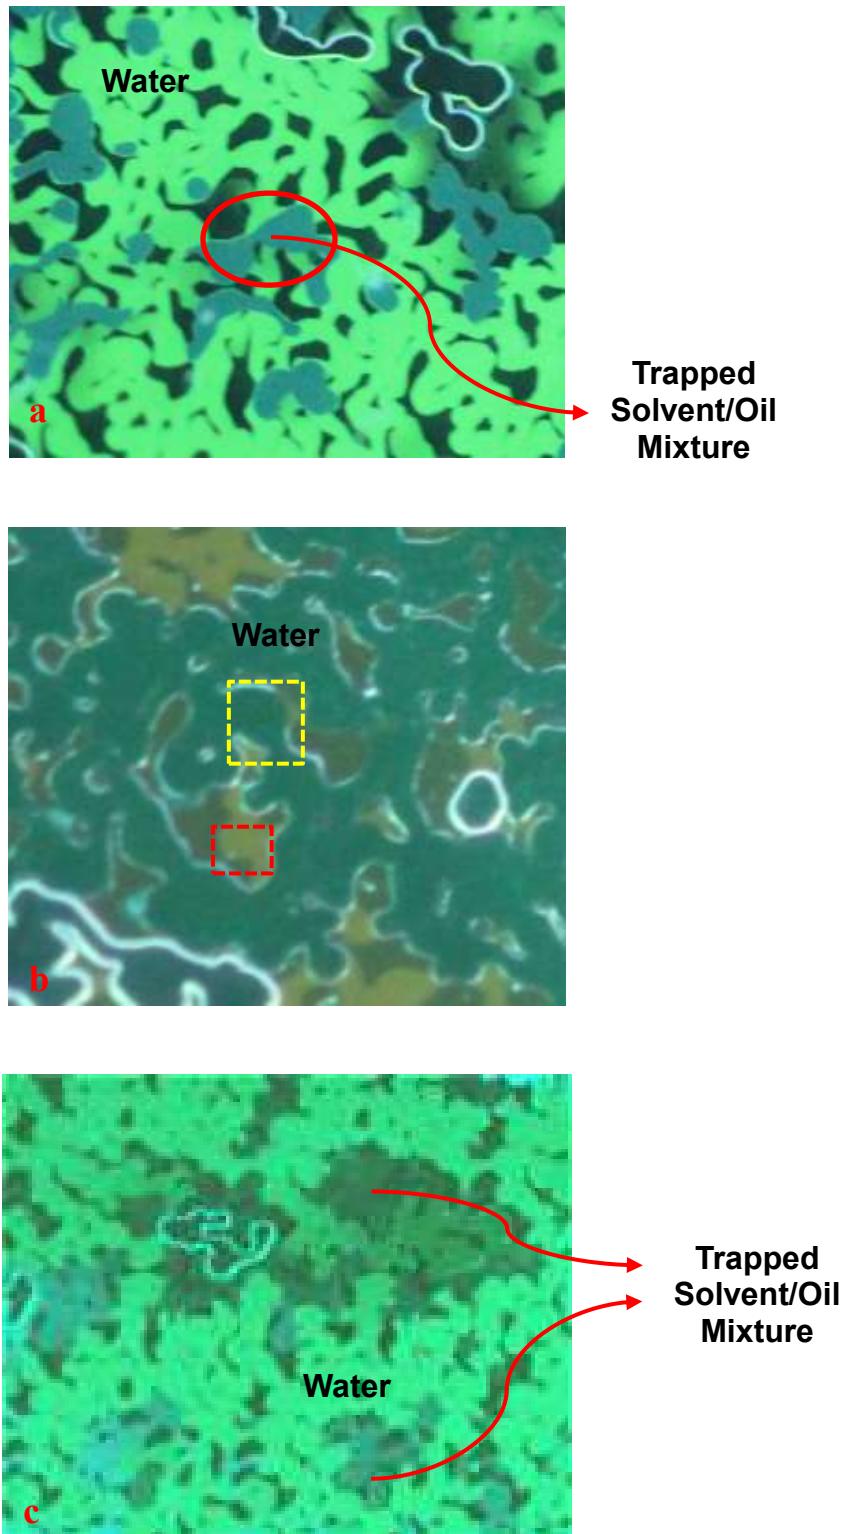 Water
a
Trapped
Solvent/Oil
Mixture
Water
b
Trapped
Solvent/Oil
Mixture
Water
c